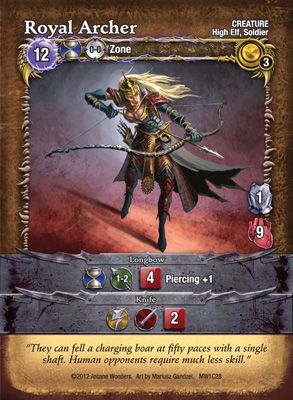 Royal Archer
CREATURE
High Elf, Soldier
12
0-0 Zone
3
1
9
Longbow
1-2
4
Piercing +1
Knife
2
"They can fell a charging boar at fifty paces with a single
shaft. Human opponents require much less skill."
©2012 Arcane Wonders. Art by Mariusz Gandzel. MW1C28